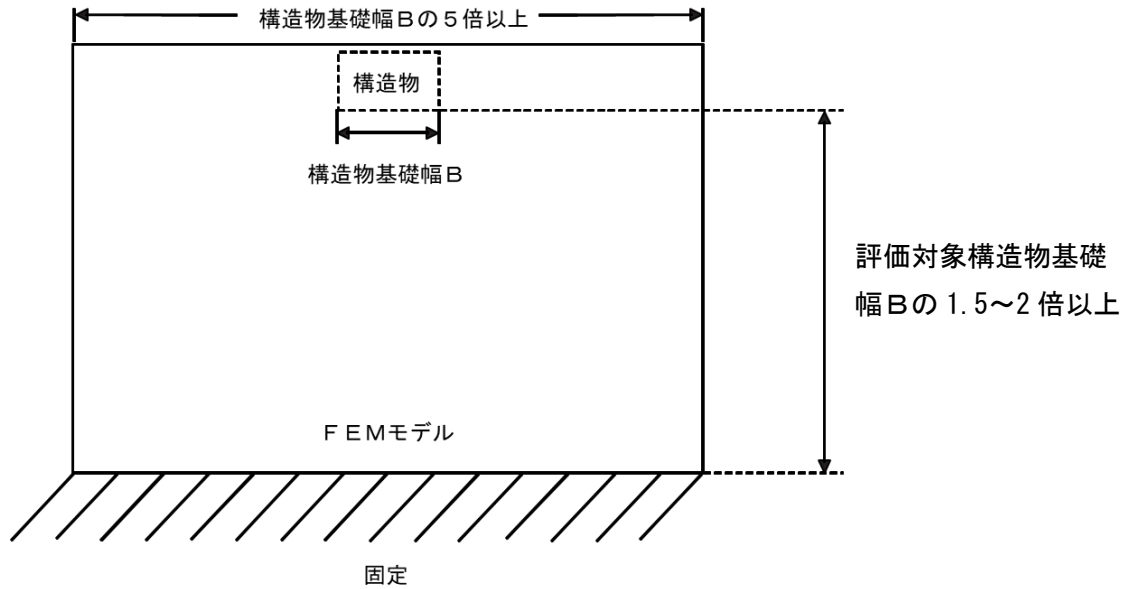 構造物基礎幅Ｂの５倍以上
構造物
構造物基礎幅Ｂ
評価対象構造物基礎
幅Ｂの1.5～2倍以上
ＦＥＭモデル
固定